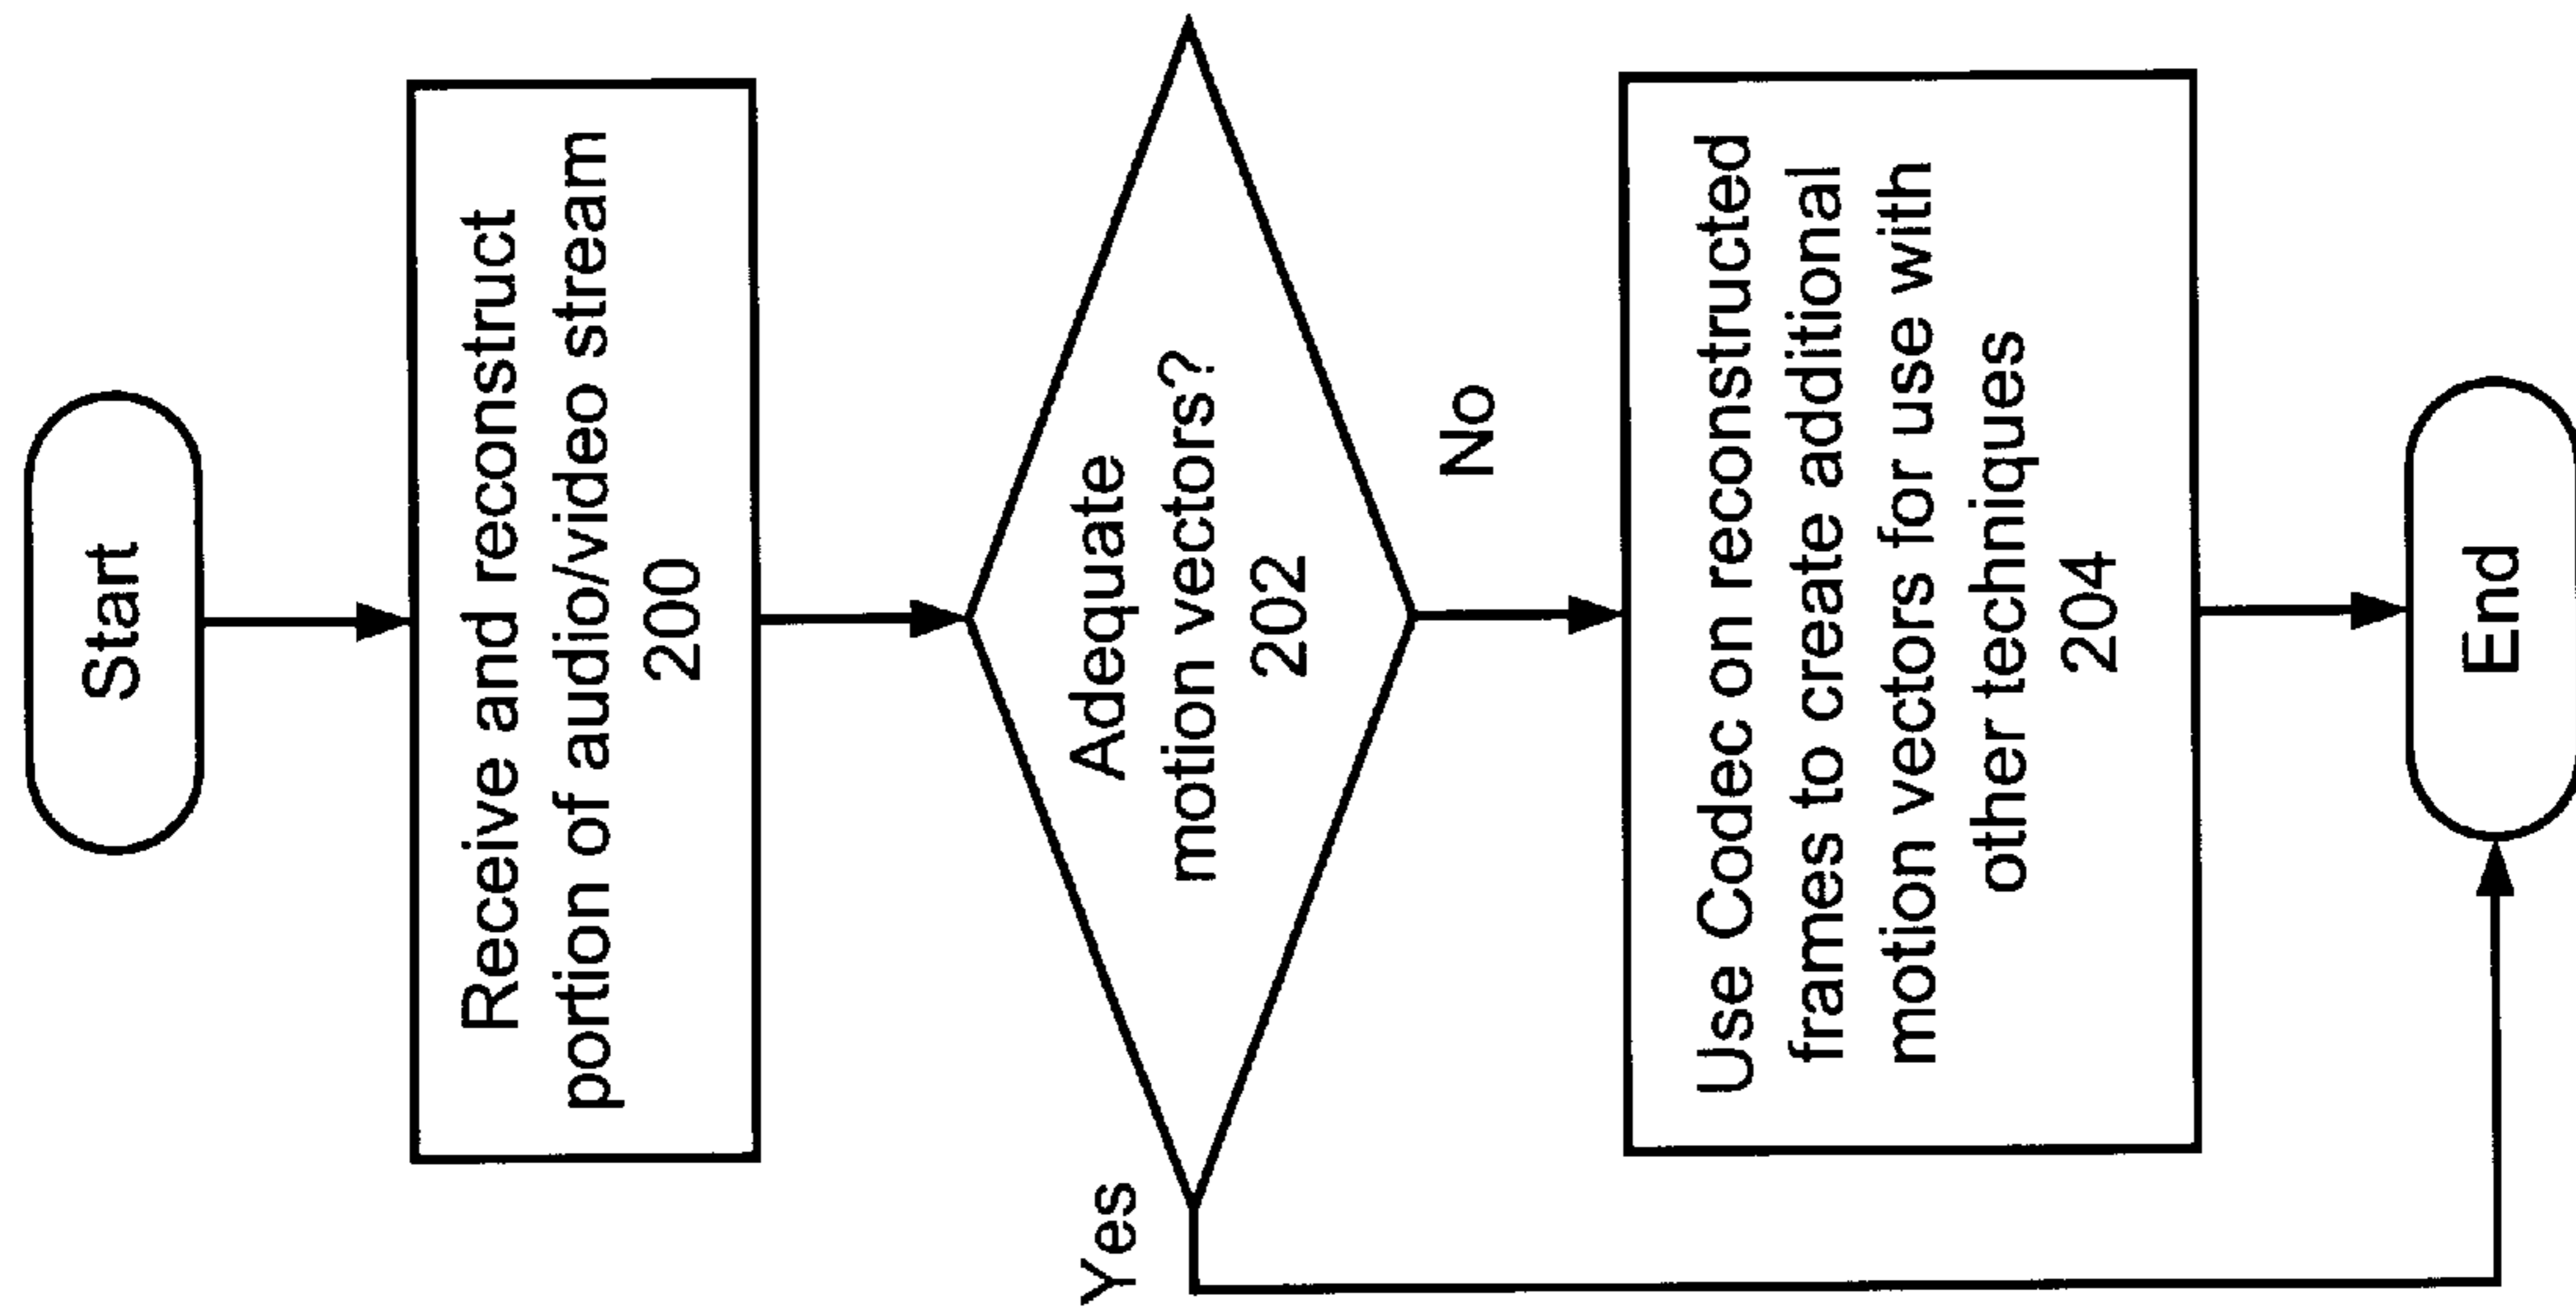 Start
Receive and reconstruct
portion of audio/video stream
200
Adequate
motion vectors?
202
Yes
No
Use Codec on reconstructed
frames to create additional
motion vectors for use with
other techniques
204
End